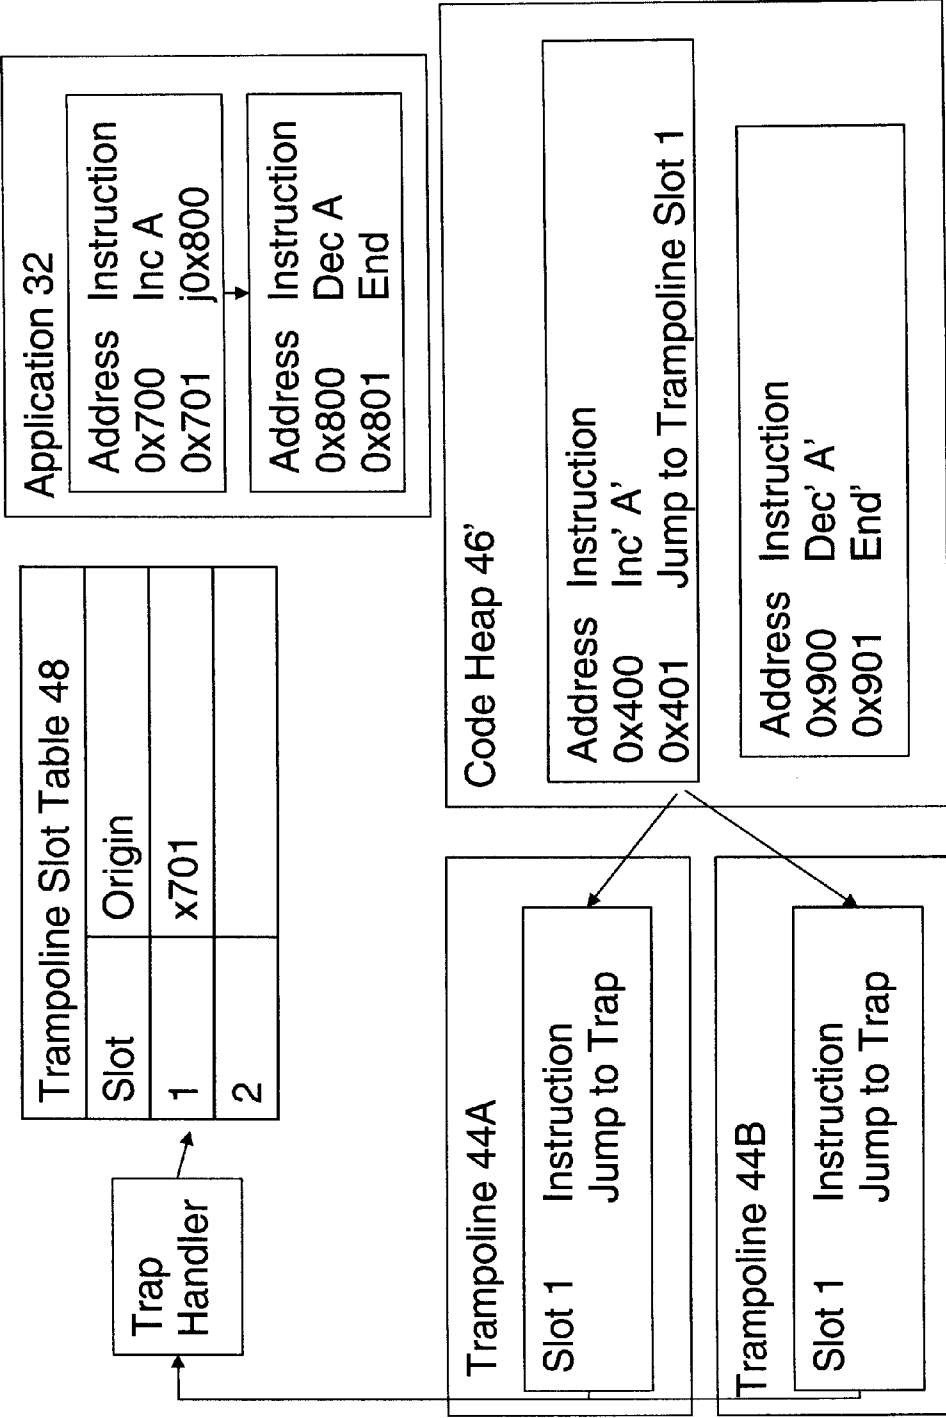 Trap
Handler
Trampoline Slot Table 48
Slot Origin
1 x701
2
Application 32
Address Instruction
0x700 Inc A
0x701 j0x800
Address Instruction
0x800 Dec A
0x801 End
Trampoline 44A
Slot 1 Instruction
Jump to Trap
Trampoline 44B
Slot 1 Instruction
Jump to Trap
Code Heap 46'
Address Instruction
0x400 Inc' A'
0x401 Jump to Trampoline Slot 1
Address Instruction
0x900 Dec' A'
0x901 End'